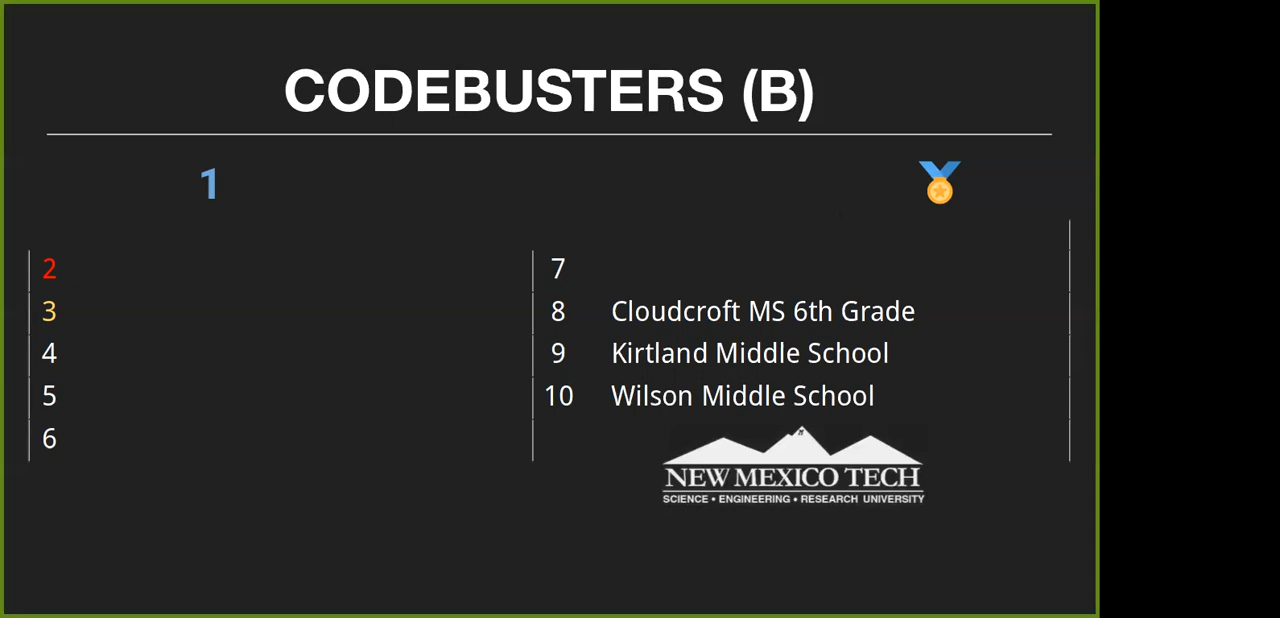 CODEBUSTERS (B)
1
2
3
4
5
6
7
8 Cloudcroft MS 6th Grade
9 Kirtland Middle School
10 Wilson Middle School
NEW MEXICO TECH
SCIENCE • ENGINEERING • RESEARCH UNIVERSITY